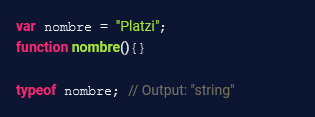 var nombre = "Platzi";
function nombre(){}
typeof nombre; // Output: "string"